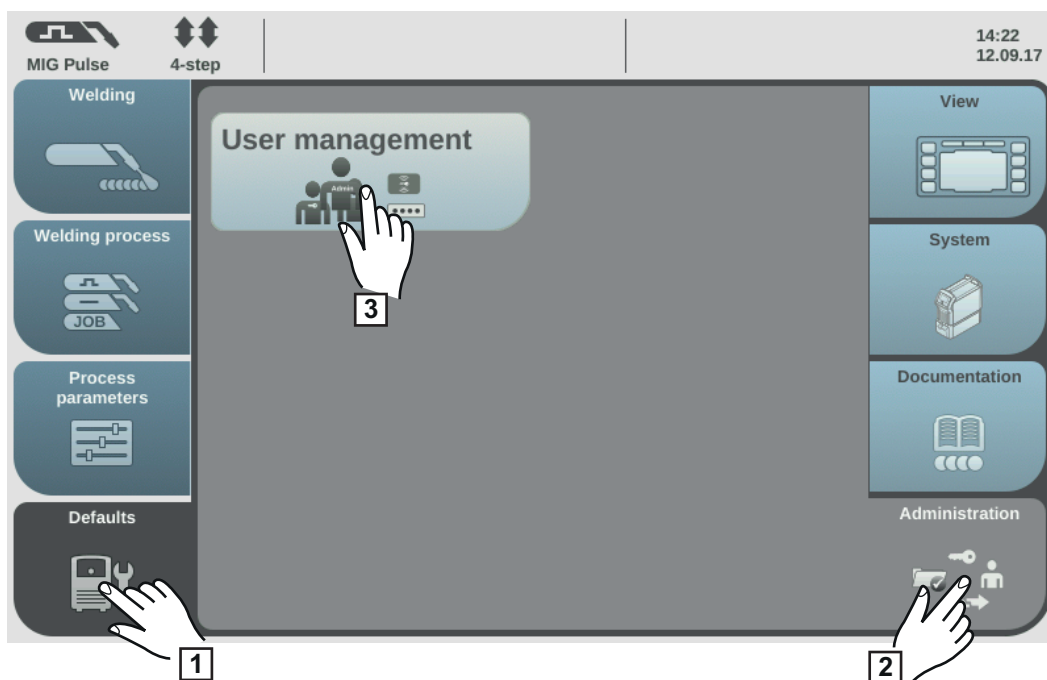 MIG Pulse
4-step
14:22
12.09.17
Welding
Welding process
JOB
Process
parameters
Defaults
User management
Admin
View
System
Documentation
Administration
3
1
2